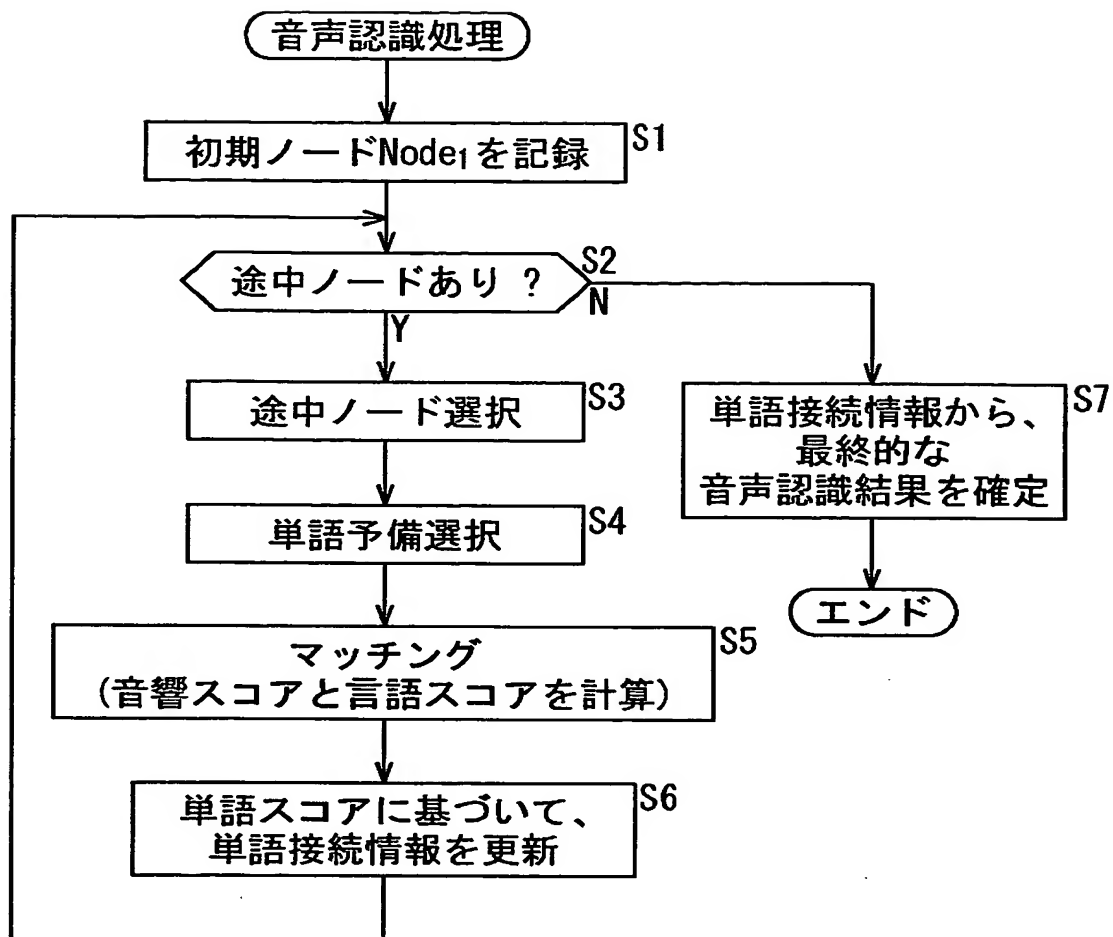 音声認識処理
初期ノードNode₁を記録
S1
途中ノードあり ?
S2
N
Y
途中ノード選択
S3
単語予備選択
S4
マッチング
(音響スコアと言語スコアを計算)
S5
単語スコアに基づいて、
単語接続情報を更新
S6
単語接続情報から、
最終的な
音声認識結果を確定
S7
エンド